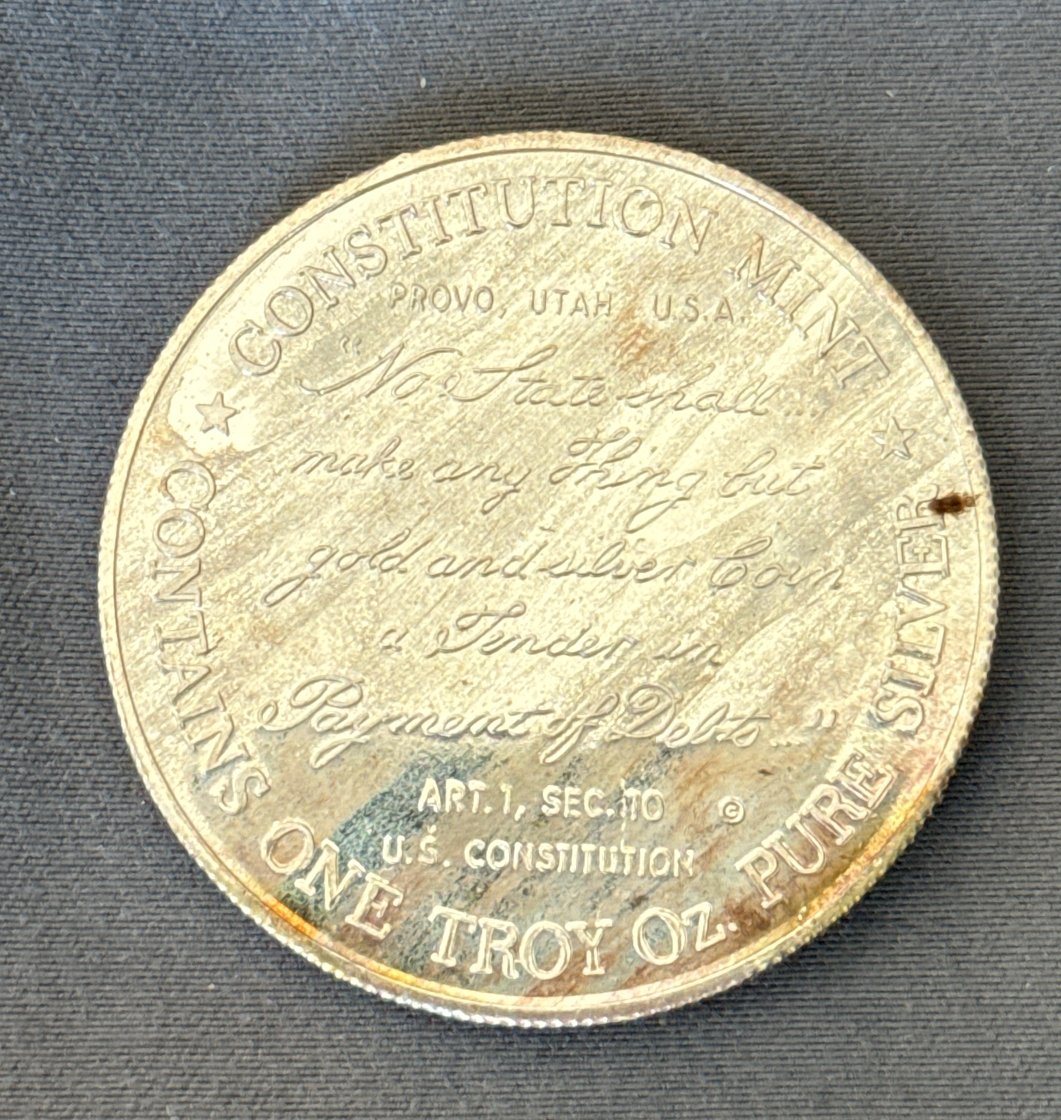 CONSTITUTION MINT
PROVO, UTAH U.S.A.
"No State shall ...
make any Thing but
gold and silver Coin
a Tender in
Payment of Debts ..."
ART. 1, SEC. 10 ©
U.S. CONSTITUTION
CONTAINS ONE TROY OZ. PURE SILVER